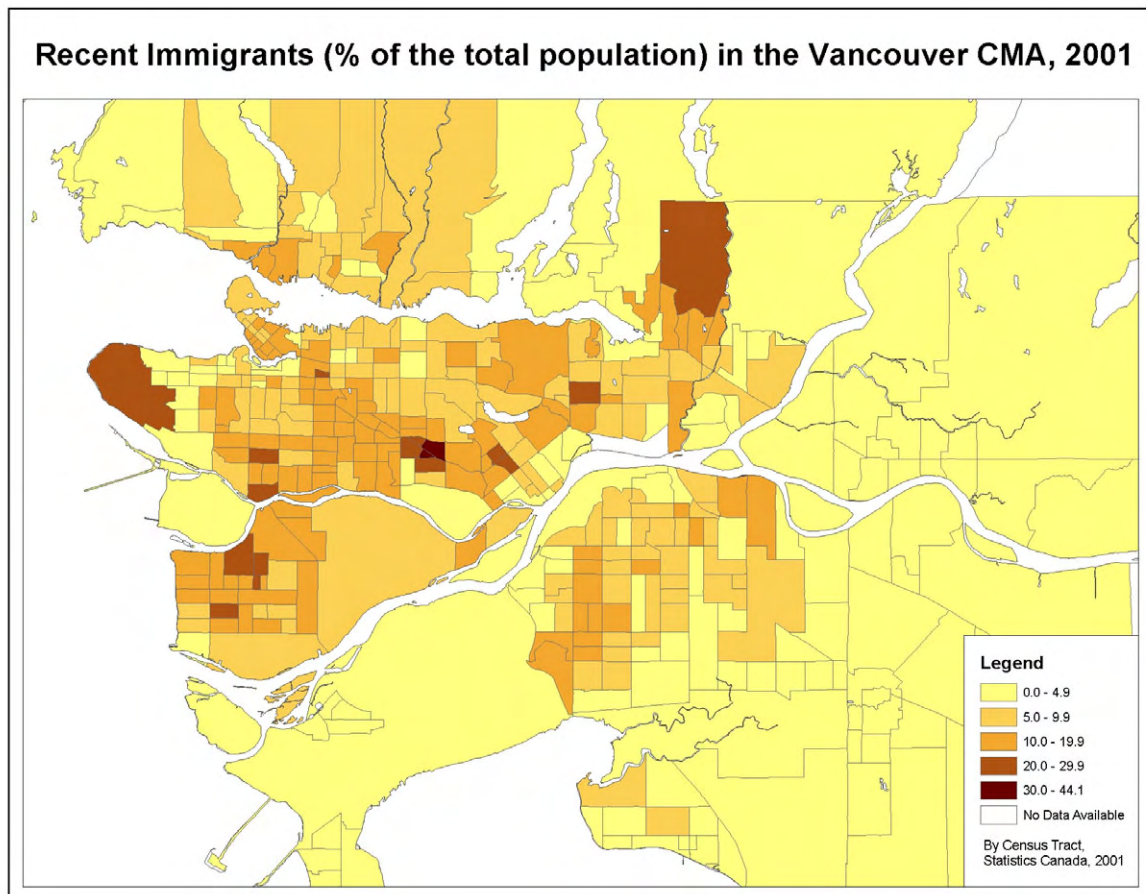 Recent Immigrants (% of the total population) in the Vancouver CMA, 2001
Legend
0.0 - 4.9
5.0 - 9.9
10.0 - 19.9
20.0 - 29.9
30.0 - 44.1
No Data Available
By Census Tract,
Statistics Canada, 2001